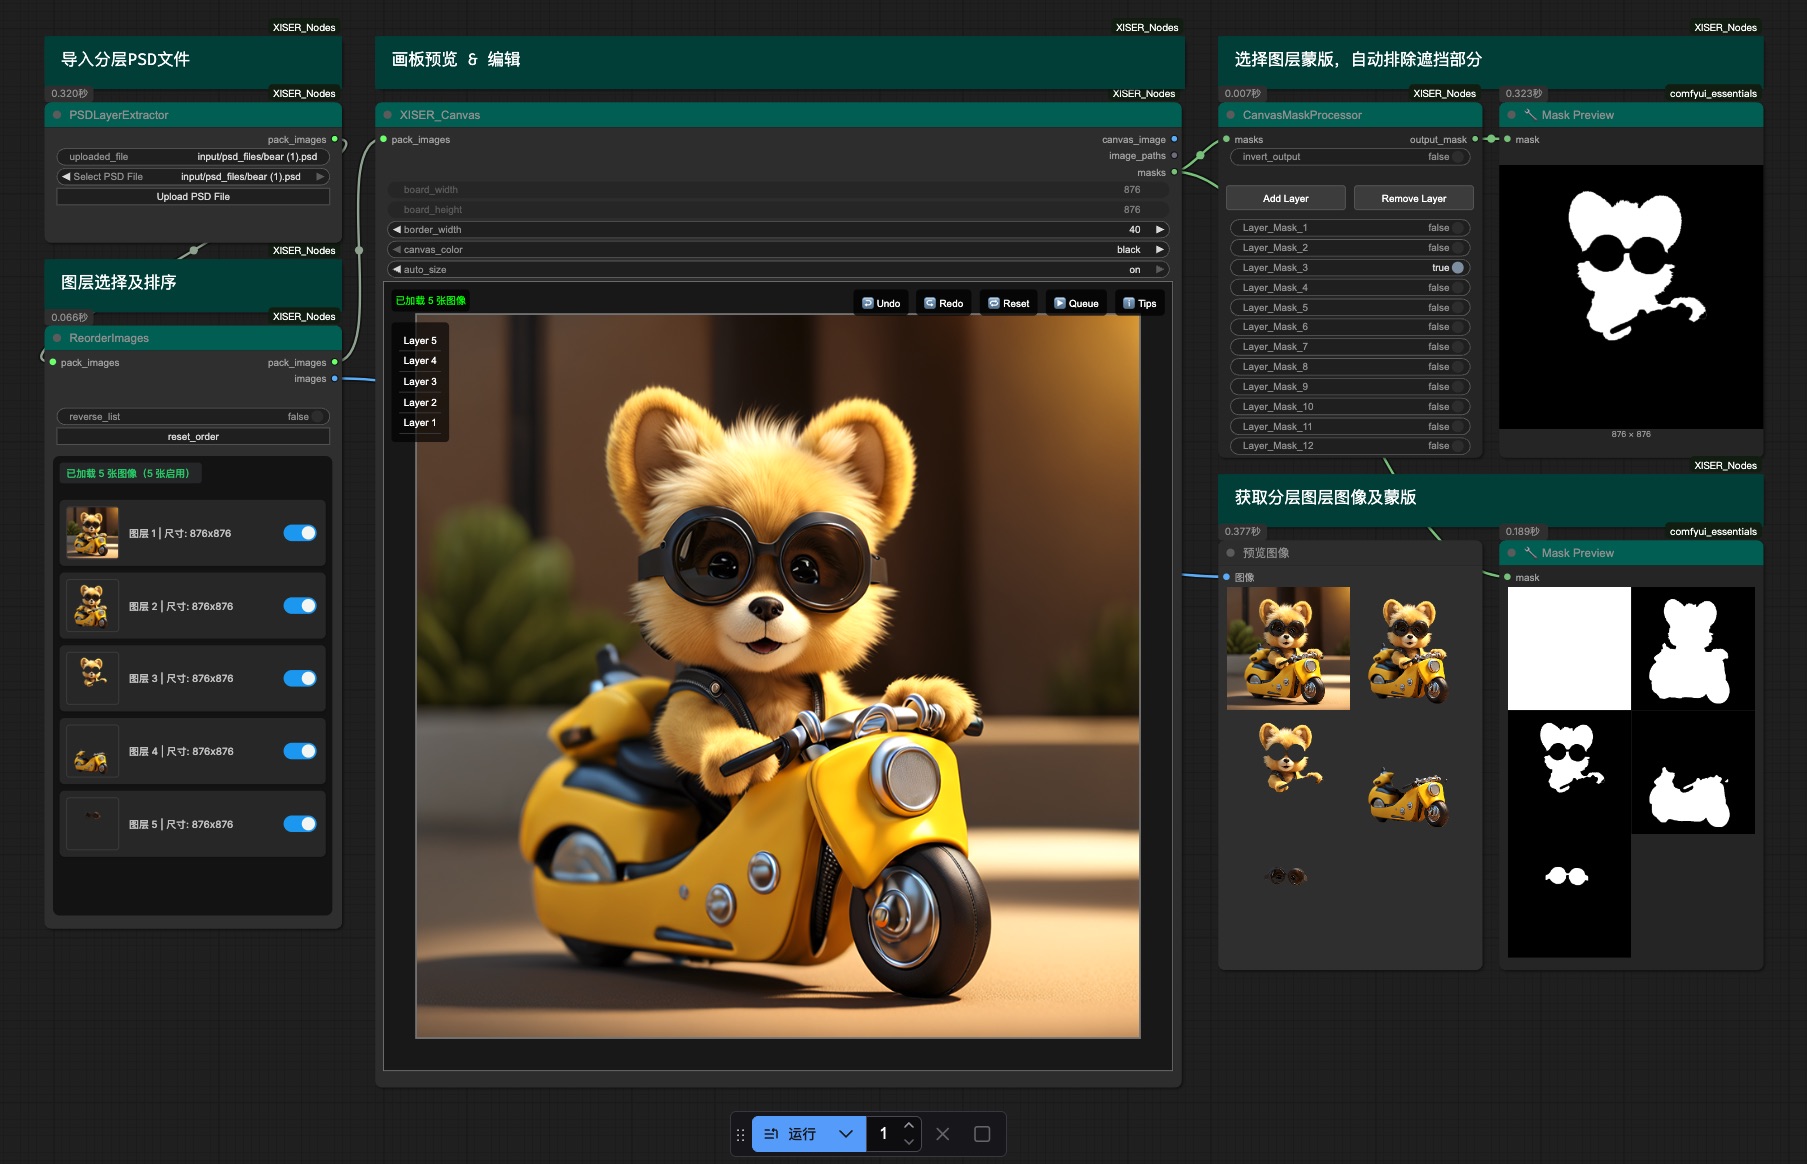 XISER_Nodes
导入分层PSD文件
0.320秒
XISER_Nodes
PSDLayerExtractor
pack_images
uploaded_file input/psd_files/bear (1).psd
Select PSD File input/psd_files/bear (1).psd
Upload PSD File
XISER_Nodes
图层选择及排序
0.066秒
XISER_Nodes
ReorderImages
pack_images pack_images
images
reverse_list false
reset_order
已加载 5 张图像（5 张启用）
图层 1 | 尺寸: 876x876
图层 2 | 尺寸: 876x876
图层 3 | 尺寸: 876x876
图层 4 | 尺寸: 876x876
图层 5 | 尺寸: 876x876
XISER_Nodes
画板预览 & 编辑
XISER_Nodes
XISER_Canvas
pack_images canvas_image
image_paths
masks
board_width 876
board_height 876
border_width 40
canvas_color black
auto_size on
已加载 5 张图像
Undo Redo Reset Queue Tips
Layer 5
Layer 4
Layer 3
Layer 2
Layer 1
XISER_Nodes
选择图层蒙版，自动排除遮挡部分
0.007秒
XISER_Nodes
CanvasMaskProcessor
masks output_mask
invert_output false
Add Layer Remove Layer
Layer_Mask_1 false
Layer_Mask_2 false
Layer_Mask_3 true
Layer_Mask_4 false
Layer_Mask_5 false
Layer_Mask_6 false
Layer_Mask_7 false
Layer_Mask_8 false
Layer_Mask_9 false
Layer_Mask_10 false
Layer_Mask_11 false
Layer_Mask_12 false
0.323秒
comfyui_essentials
Mask Preview
mask
876 × 876
XISER_Nodes
获取分层图层图像及蒙版
0.377秒
预览图像
图像
0.189秒
comfyui_essentials
Mask Preview
mask
运行 1